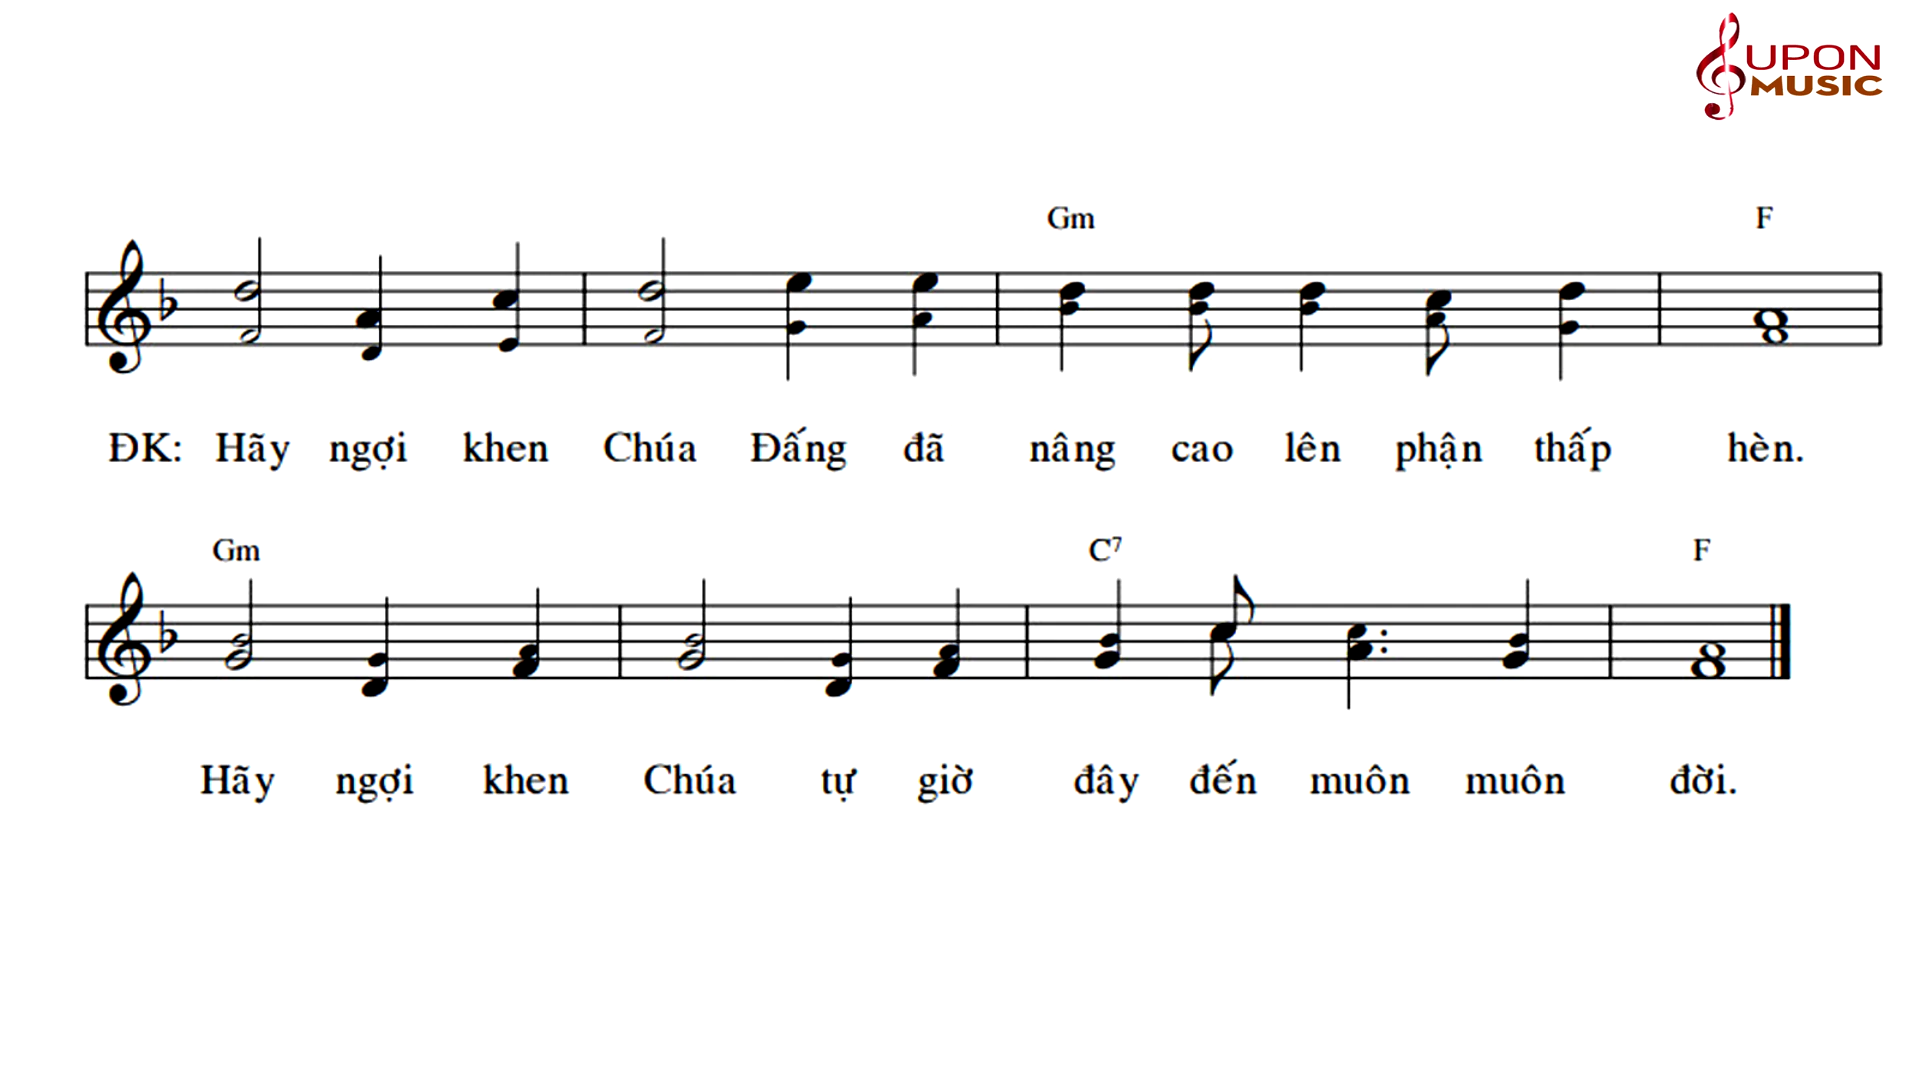 UPON
MUSIC
Gm F
ĐK: Hãy ngợi khen Chúa Đấng đã nâng cao lên phận thấp hèn.
Gm C7 F
Hãy ngợi khen Chúa tự giờ đây đến muôn muôn đời.